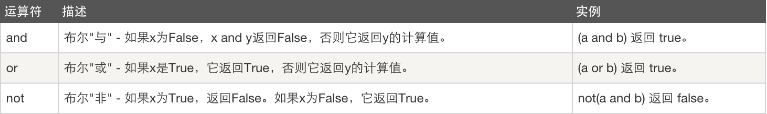 运算符 描述 实例
and 布尔"与" - 如果x为False，x and y返回False，否则它返回y的计算值。 (a and b) 返回 true。
or 布尔"或" - 如果x是True，它返回True，否则它返回y的计算值。 (a or b) 返回 true。
not 布尔"非" - 如果x为True，返回False。如果x为False，它返回True。 not(a and b) 返回 false。